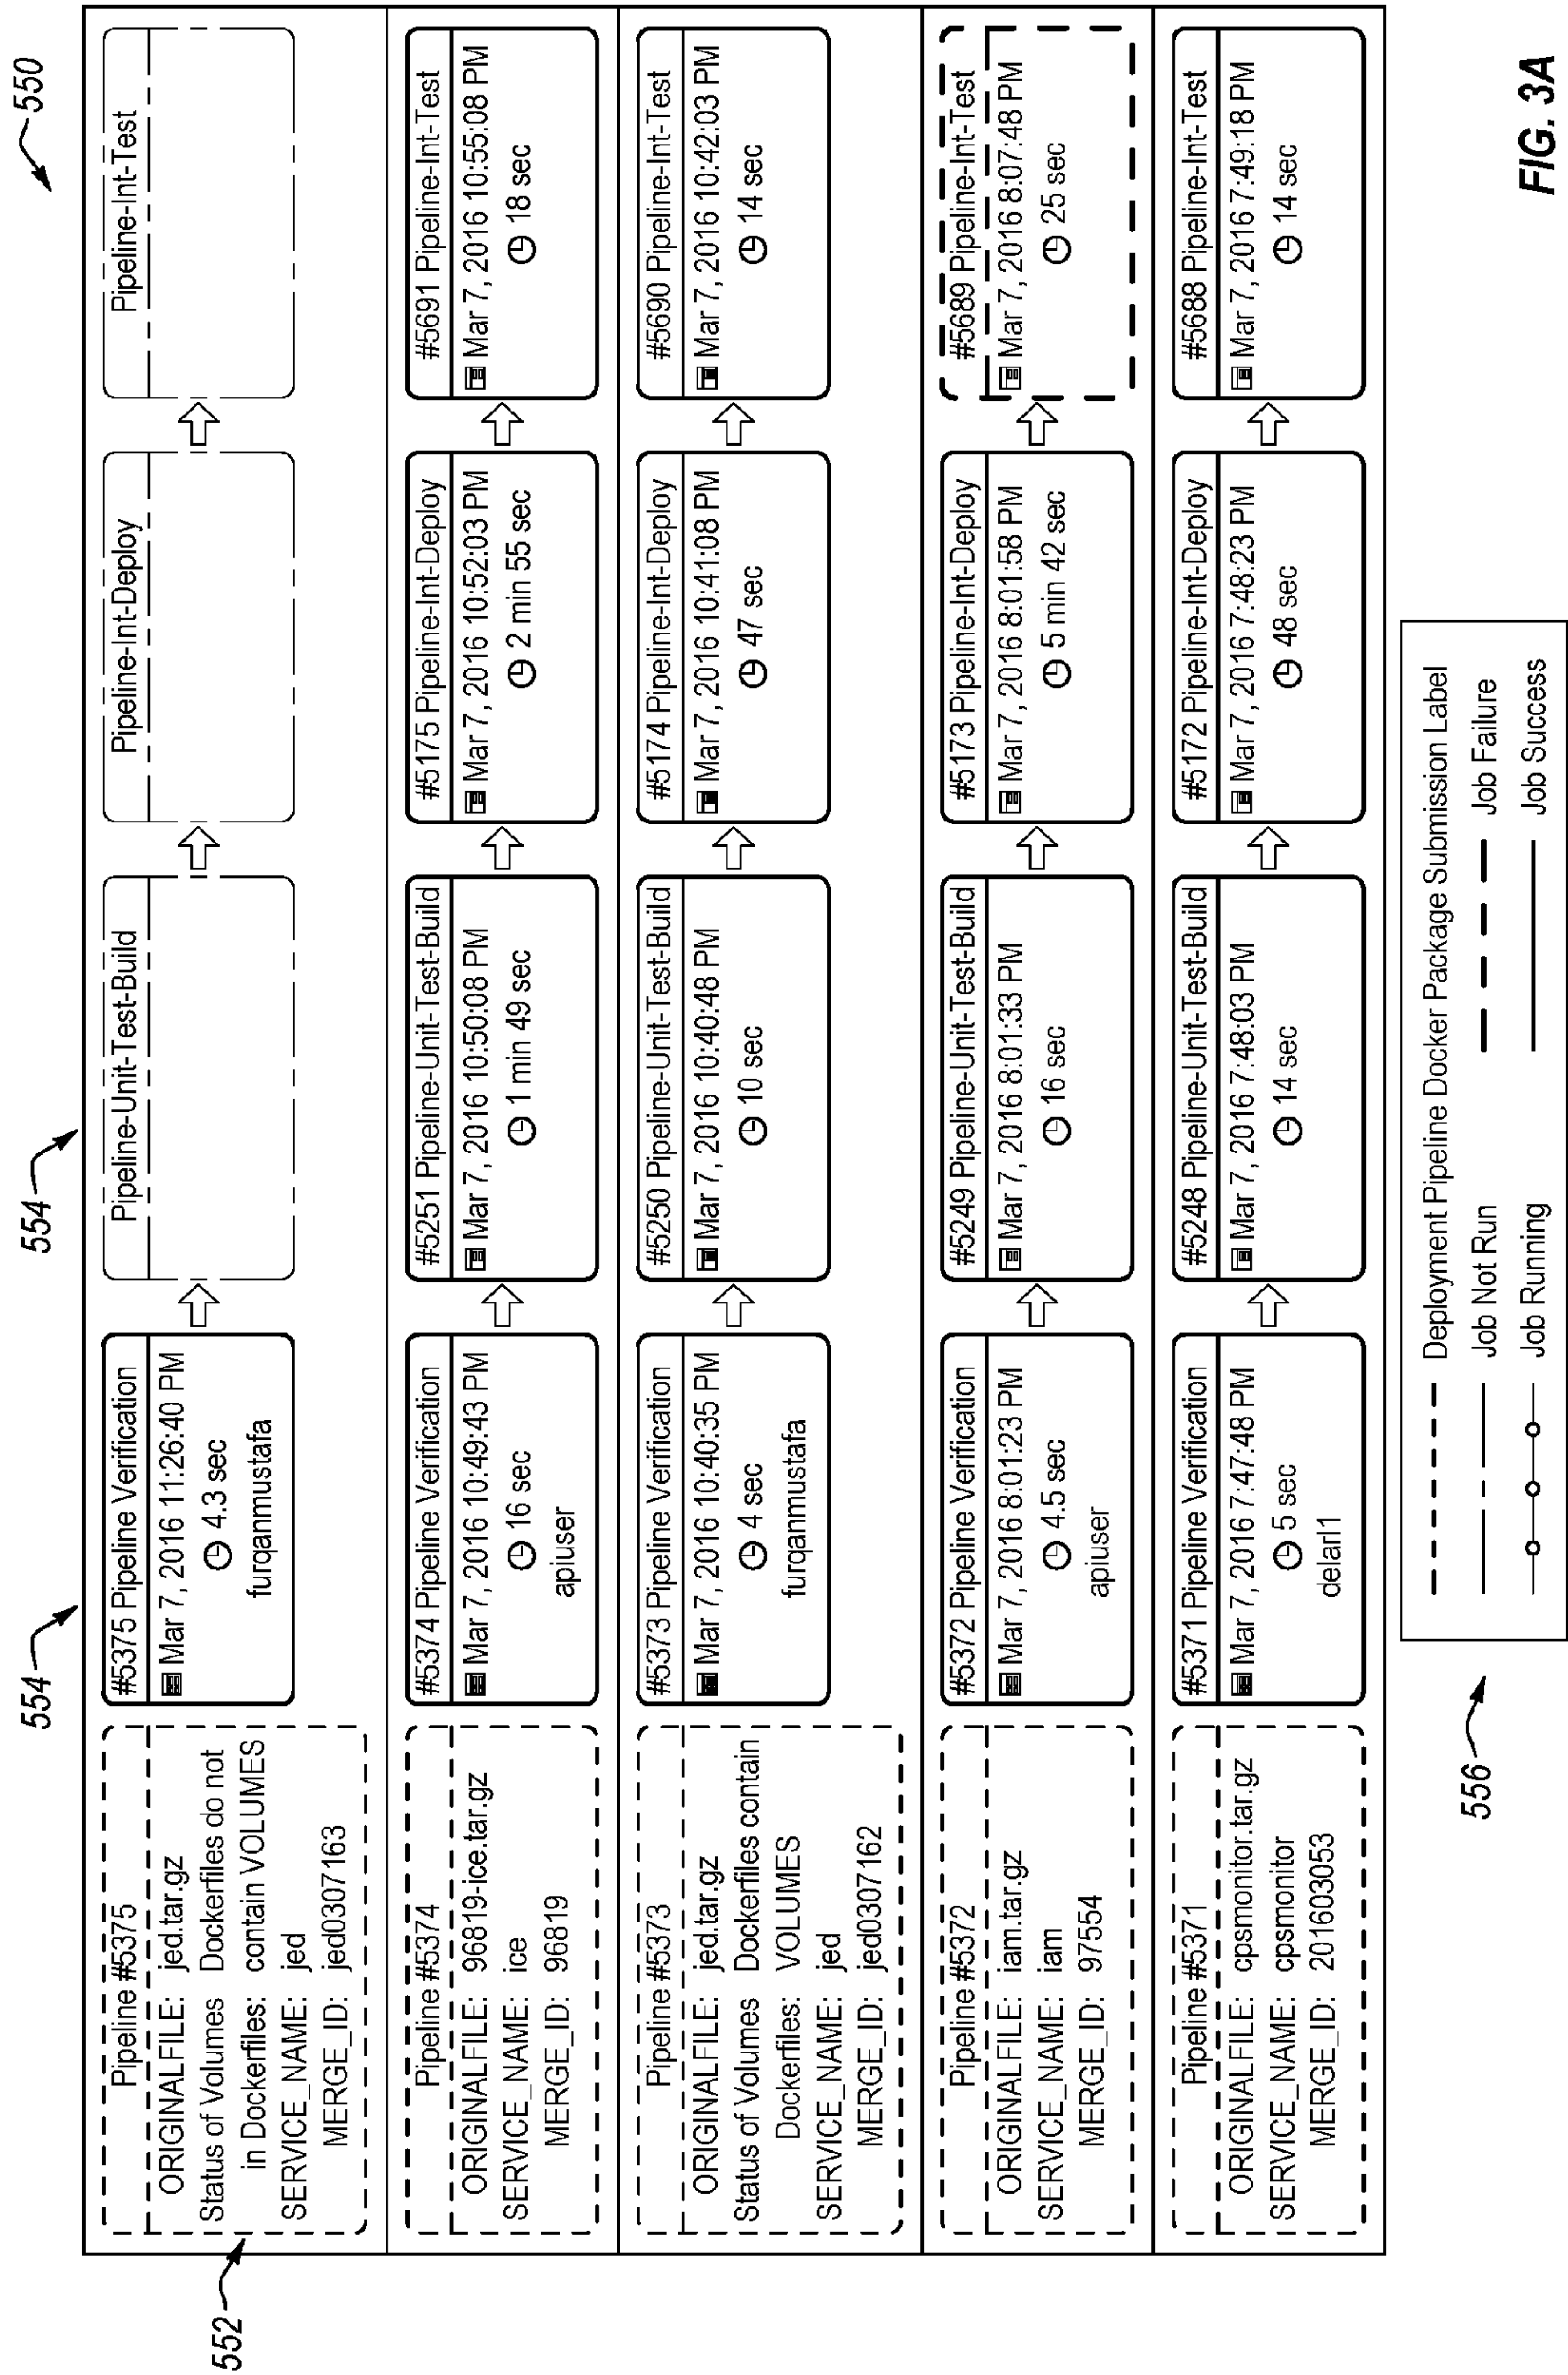 550
554
554
552
Pipeline #5375
ORIGINALFILE: jed.tar.gz
Status of Volumes Dockerfiles do not
in Dockerfiles: contain VOLUMES
SERVICE_NAME: jed
MERGE_ID: jed0307163
#5375 Pipeline Verification
Mar 7, 2016 11:26:40 PM
4.3 sec
furqanmustafa
Pipeline-Unit-Test-Build
Pipeline-Int-Deploy
Pipeline-Int-Test
Pipeline #5374
ORIGINALFILE: 96819-ice.tar.gz
SERVICE_NAME: ice
MERGE_ID: 96819
#5374 Pipeline Verification
Mar 7, 2016 10:49:43 PM
16 sec
apiuser
#5251 Pipeline-Unit-Test-Build
Mar 7, 2016 10:50:08 PM
1 min 49 sec
#5175 Pipeline-Int-Deploy
Mar 7, 2016 10:52:03 PM
2 min 55 sec
#5691 Pipeline-Int-Test
Mar 7, 2016 10:55:08 PM
18 sec
Pipeline #5373
ORIGINALFILE: jed.tar.gz
Status of Volumes Dockerfiles contain
Dockerfiles: VOLUMES
SERVICE_NAME: jed
MERGE_ID: jed0307162
#5373 Pipeline Verification
Mar 7, 2016 10:40:35 PM
4 sec
furqanmustafa
#5250 Pipeline-Unit-Test-Build
Mar 7, 2016 10:40:48 PM
10 sec
#5174 Pipeline-Int-Deploy
Mar 7, 2016 10:41:08 PM
47 sec
#5690 Pipeline-Int-Test
Mar 7, 2016 10:42:03 PM
14 sec
Pipeline #5372
ORIGINALFILE: iam.tar.gz
SERVICE_NAME: iam
MERGE_ID: 97554
#5372 Pipeline Verification
Mar 7, 2016 8:01:23 PM
4.5 sec
apiuser
#5249 Pipeline-Unit-Test-Build
Mar 7, 2016 8:01:33 PM
16 sec
#5173 Pipeline-Int-Deploy
Mar 7, 2016 8:01:58 PM
5 min 42 sec
#5689 Pipeline-Int-Test
Mar 7, 2016 8:07:48 PM
25 sec
Pipeline #5371
ORIGINALFILE: cpsmonitor.tar.gz
SERVICE_NAME: cpsmonitor
MERGE_ID: 201603053
#5371 Pipeline Verification
Mar 7, 2016 7:47:48 PM
5 sec
delarl1
#5248 Pipeline-Unit-Test-Build
Mar 7, 2016 7:48:03 PM
14 sec
#5172 Pipeline-Int-Deploy
Mar 7, 2016 7:48:23 PM
48 sec
#5688 Pipeline-Int-Test
Mar 7, 2016 7:49:18 PM
14 sec
556
Deployment Pipeline Docker Package Submission Label
Job Not Run
Job Failure
Job Running
Job Success
FIG. 3A